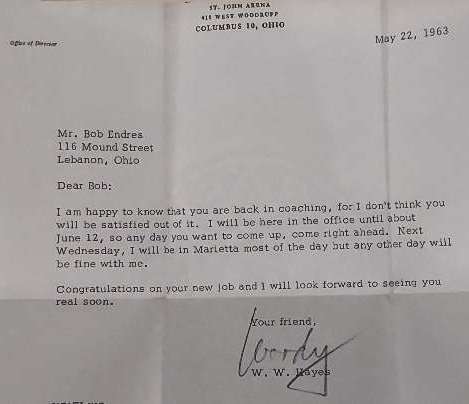 ST. JOHN ARENA
410 WEST WOODRUFF
COLUMBUS 10, OHIO
Office of Director
May 22, 1963
Mr. Bob Endres
116 Mound Street
Lebanon, Ohio
Dear Bob:
I am happy to know that you are back in coaching, for I don't think you
will be satisfied out of it. I will be here in the office until about
June 12, so any day you want to come up, come right ahead. Next
Wednesday, I will be in Marietta most of the day but any other day will
be fine with me.
Congratulations on your new job and I will look forward to seeing you
real soon.
Your friend,
Woody
W. W. Hayes